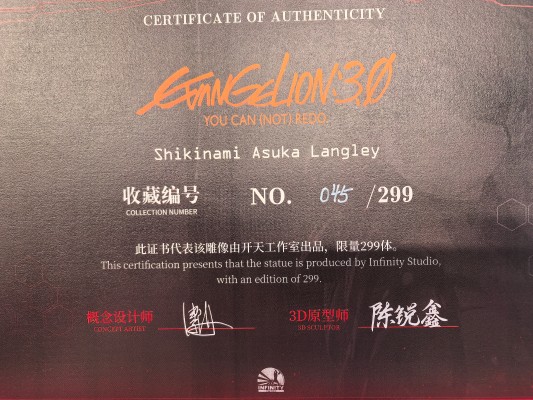 CERTIFICATE OF AUTHENTICITY
EVANGELION:3.0
YOU CAN (NOT) REDO.
Shikinami Asuka Langley
收藏编号 NO. 045 /299
COLLECTION NUMBER
此证书代表该雕像由开天工作室出品，限量299体。
This certification presents that the statue is produced by Infinity Studio,
with an edition of 299.
概念设计师 3D原型师 陈锐鑫
CONCEPT ARTIST 3D SCULPTOR
INFINITY